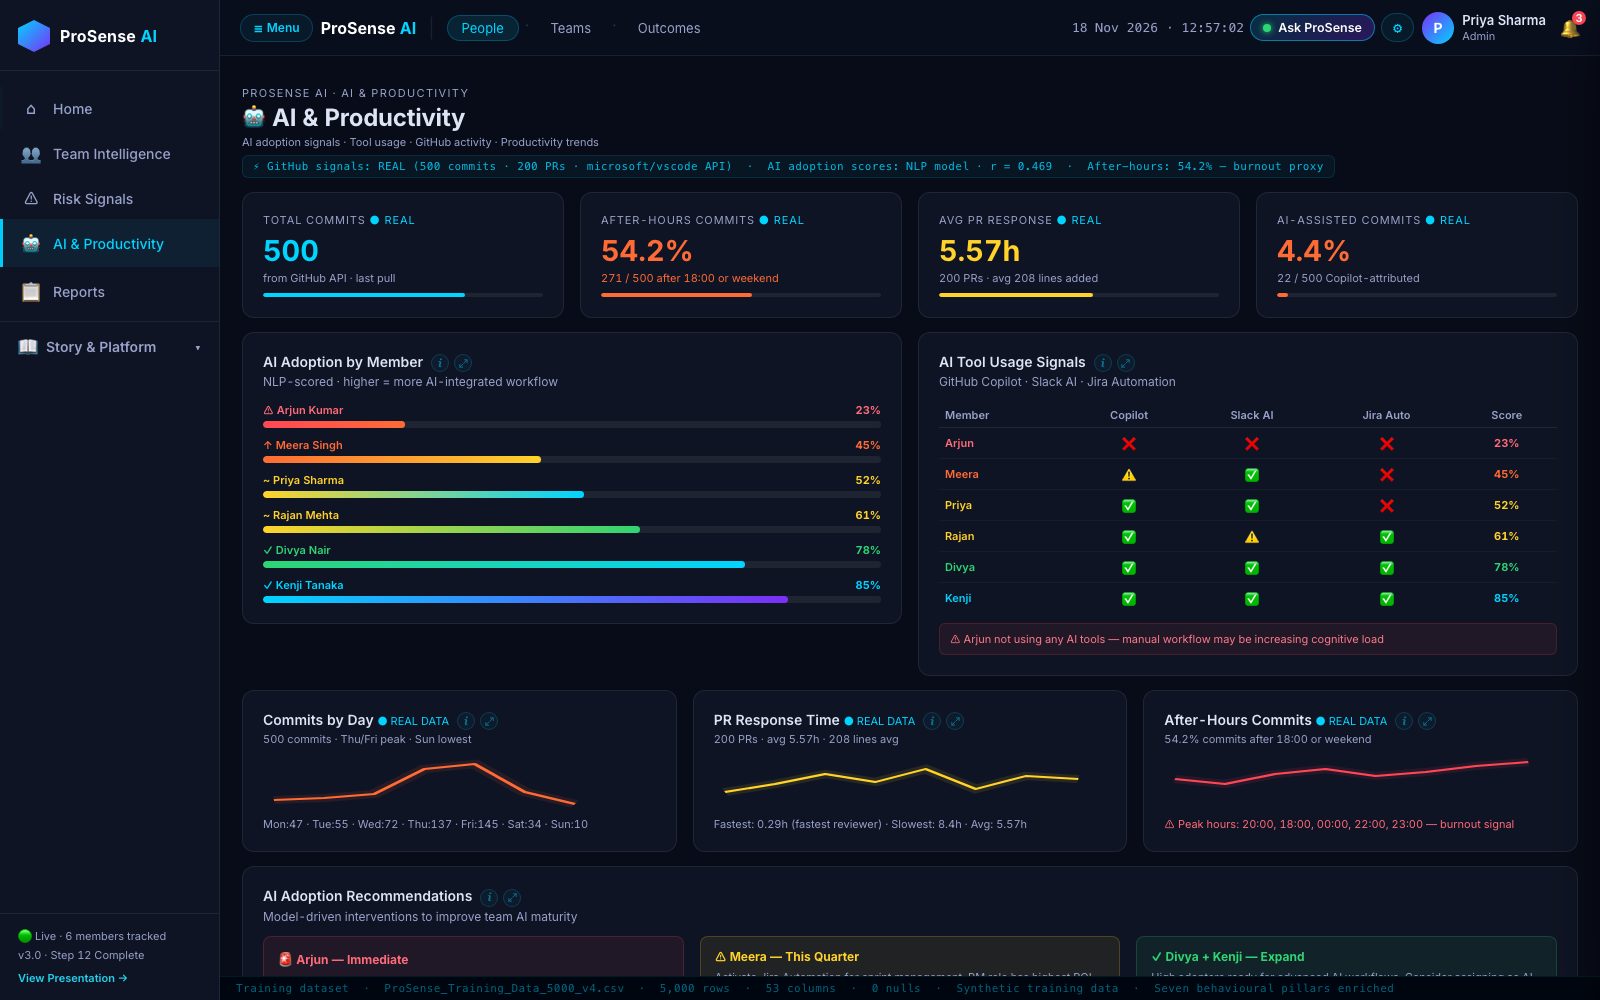 ProSense AI
Home
Team Intelligence
Risk Signals
AI & Productivity
Reports
Story & Platform
Live · 6 members tracked
v3.0 · Step 12 Complete
View Presentation →
≡ Menu
ProSense AI
People · Teams · Outcomes
18 Nov 2026 · 12:57:02
Ask ProSense
P
Priya Sharma
Admin
3
PROSENSE AI · AI & PRODUCTIVITY
🤖 AI & Productivity
AI adoption signals · Tool usage · GitHub activity · Productivity trends
⚡ GitHub signals: REAL (500 commits · 200 PRs · microsoft/vscode API) · AI adoption scores: NLP model · r = 0.469 · After-hours: 54.2% — burnout proxy
TOTAL COMMITS ● REAL
500
from GitHub API · last pull
AFTER-HOURS COMMITS ● REAL
54.2%
271 / 500 after 18:00 or weekend
AVG PR RESPONSE ● REAL
5.57h
200 PRs · avg 208 lines added
AI-ASSISTED COMMITS ● REAL
4.4%
22 / 500 Copilot-attributed
AI Adoption by Member i
NLP-scored · higher = more AI-integrated workflow
⚠ Arjun Kumar 23%
↑ Meera Singh 45%
~ Priya Sharma 52%
~ Rajan Mehta 61%
✓ Divya Nair 78%
✓ Kenji Tanaka 85%
AI Tool Usage Signals i
GitHub Copilot · Slack AI · Jira Automation
Member Copilot Slack AI Jira Auto Score
Arjun ❌ ❌ ❌ 23%
Meera ⚠ ✅ ❌ 45%
Priya ✅ ✅ ❌ 52%
Rajan ✅ ⚠ ✅ 61%
Divya ✅ ✅ ✅ 78%
Kenji ✅ ✅ ✅ 85%
⚠ Arjun not using any AI tools — manual workflow may be increasing cognitive load
Commits by Day ● REAL DATA i
500 commits · Thu/Fri peak · Sun lowest
Mon:47 · Tue:55 · Wed:72 · Thu:137 · Fri:145 · Sat:34 · Sun:10
PR Response Time ● REAL DATA i
200 PRs · avg 5.57h · 208 lines avg
Fastest: 0.29h (fastest reviewer) · Slowest: 8.4h · Avg: 5.57h
After-Hours Commits ● REAL DATA i
54.2% commits after 18:00 or weekend
⚠ Peak hours: 20:00, 18:00, 00:00, 22:00, 23:00 — burnout signal
AI Adoption Recommendations i
Model-driven interventions to improve team AI maturity
🚨 Arjun — Immediate
⚠ Meera — This Quarter
✓ Divya + Kenji — Expand
Training dataset · ProSense_Training_Data_5000_v4.csv · 5,000 rows · 53 columns · 0 nulls · Synthetic training data · Seven behavioural pillars enriched